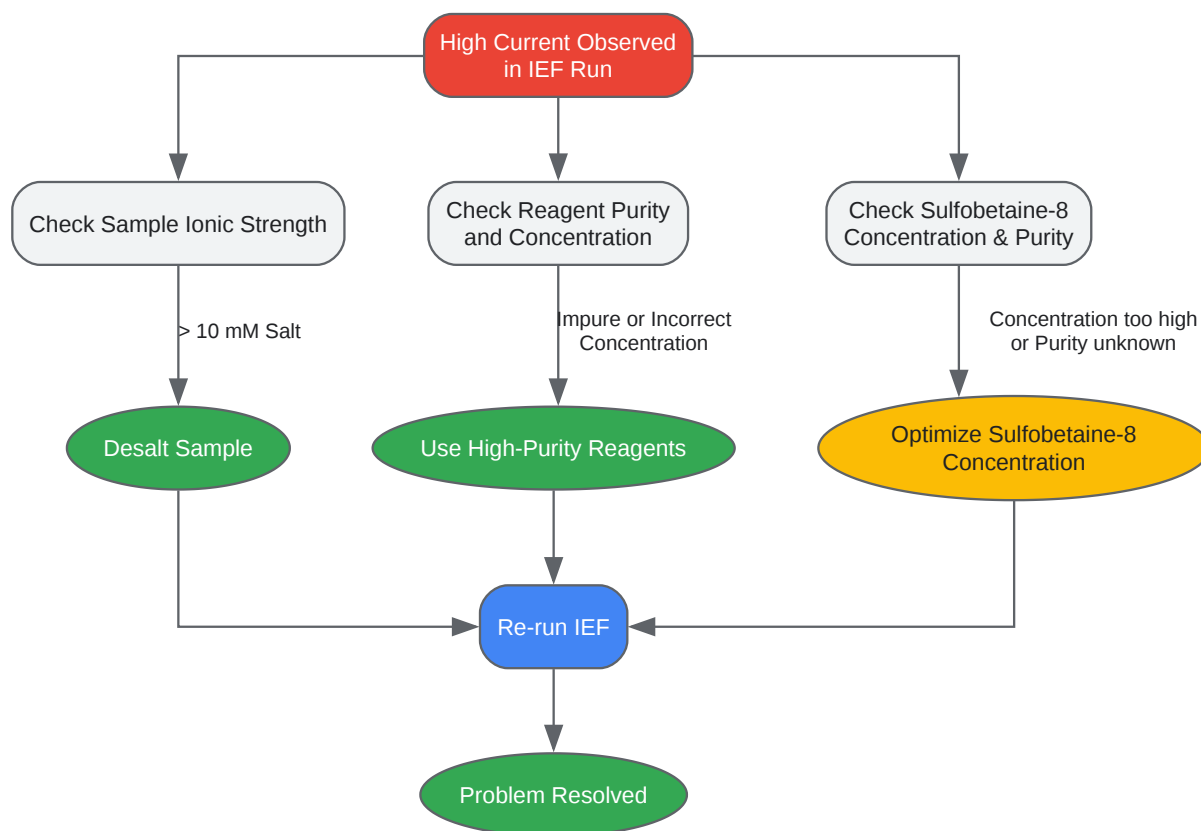 High Current Observed
in IEF Run
Check Sample Ionic Strength
Check Reagent Purity
and Concentration
Check Sulfobetaine-8
Concentration & Purity
> 10 mM Salt
Impure or Incorrect
Concentration
Concentration too high
or Purity unknown
Desalt Sample
Use High-Purity Reagents
Optimize Sulfobetaine-8
Concentration
Re-run IEF
Problem Resolved